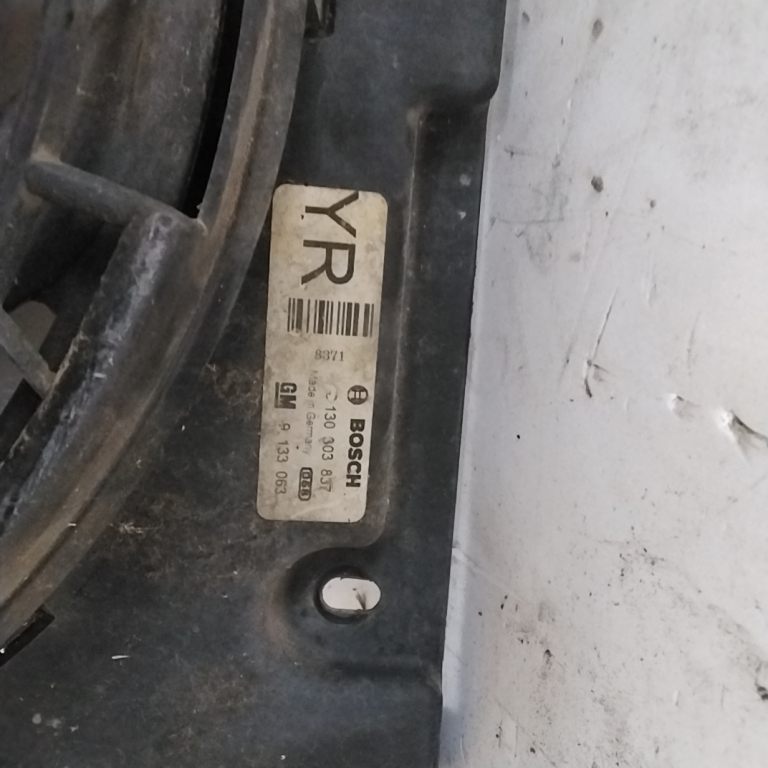 YR
8371
BOSCH
130 303 837
Made in Germany
GM 9 133 063